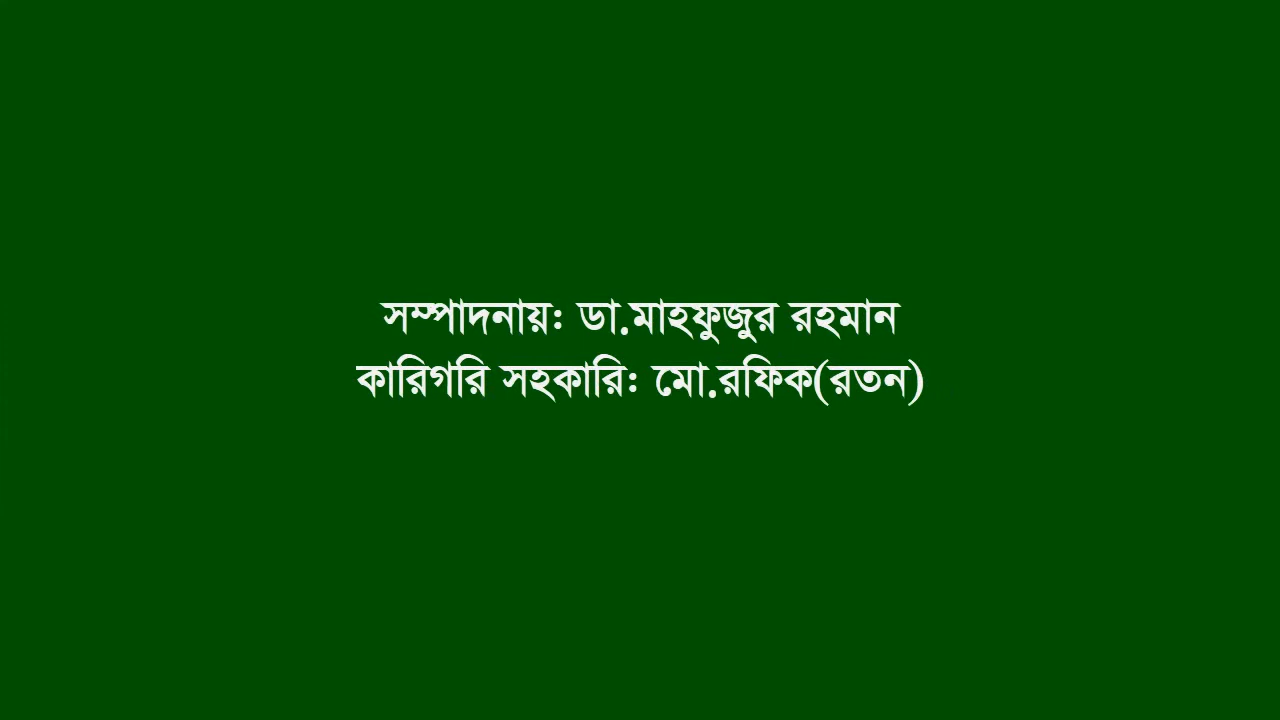 সম্পাদনায়: ডা.মাহফুজুর রহমান
কারিগরি সহকারি: মো.রফিক(রতন)